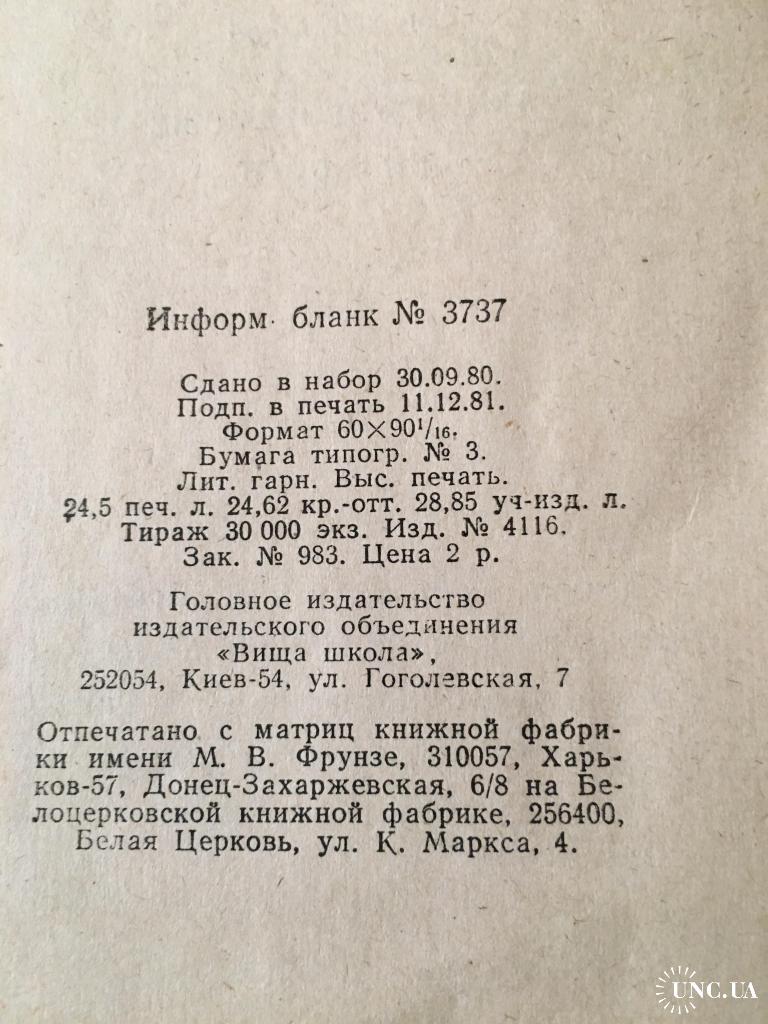 Информ. бланк № 3737
Сдано в набор 30.09.80.
Подп. в печать 11.12.81.
Формат 60×90¹/₁₆.
Бумага типогр. № 3.
Лит. гарн. Выс. печать.
24,5 печ. л. 24,62 кр.-отт. 28,85 уч-изд. л.
Тираж 30 000 экз. Изд. № 4116.
Зак. № 983. Цена 2 р.
Головное издательство
издательского объединения
«Вища школа»,
252054, Киев-54, ул. Гоголевская, 7
Отпечатано с матриц книжной фабри-
ки имени М. В. Фрунзе, 310057, Харь-
ков-57, Донец-Захаржевская, 6/8 на Бе-
лоцерковской книжной фабрике, 256400,
Белая Церковь, ул. К. Маркса, 4.
UNC.UA